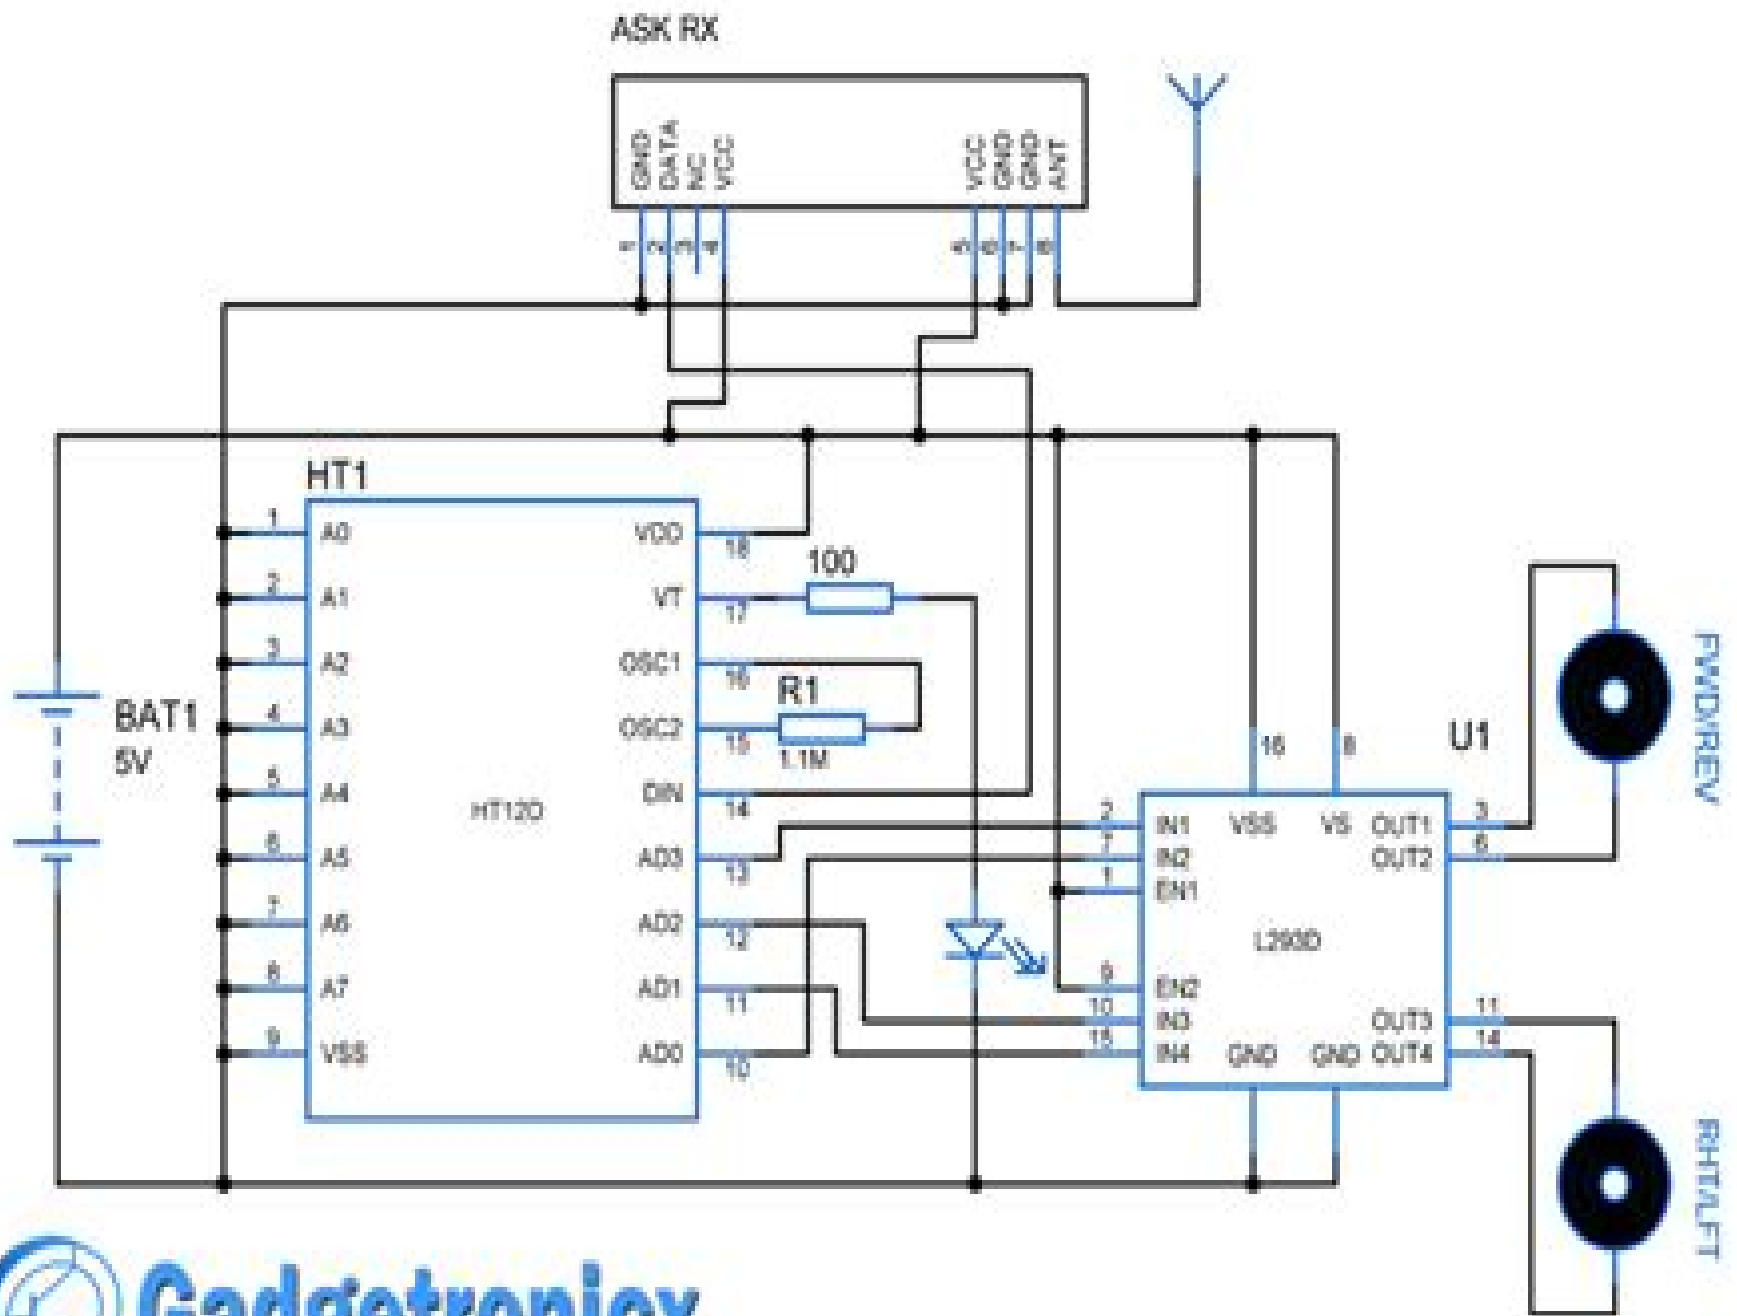 ASK RX
GND
DATA
NC
VCC
VCC
GND
GND
ANT
1
2
3
4
5
6
7
8
HT1
1 A0
2 A1
3 A2
4 A3
5 A4
6 A5
7 A6
8 A7
9 VSS
HT12D
VDD 18
VT 17
OSC1 16
OSC2 15
DIN 14
AD3 13
AD2 12
AD1 11
AD0 10
100
R1
1.1M
BAT1
5V
U1
16
8
2 IN1
7 IN2
1 EN1
9 EN2
10 IN3
15 IN4
VSS
VS
L293D
GND
GND
OUT1 3
OUT2 6
OUT3 11
OUT4 14
FWD/REV
RHT/LFT
Gadgetronicx